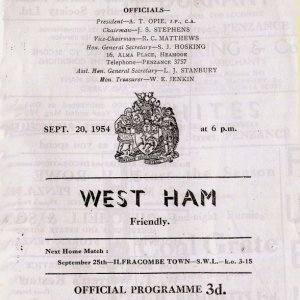 OFFICIALS—
President—A. T. OPIE, J.P., C.A.
Chairman—J. S. STEPHENS
Vice-Chairman—R. C. MATTHEWS
Hon. General Secretary—S. J. HOSKING
16, ALMA PLACE, HEAMOOR
Telephone—PENZANCE 3757
Asst. Hon. General Secretary—L. J. STANBURY
Hon. Treasurer—W. E. JENKIN
SEPT. 20, 1954 at 6 p.m.
WEST HAM
Friendly.
Next Home Match :
September 25th—ILFRACOMBE TOWN—S.W.L.—k.o. 3-15
OFFICIAL PROGRAMME 3d.